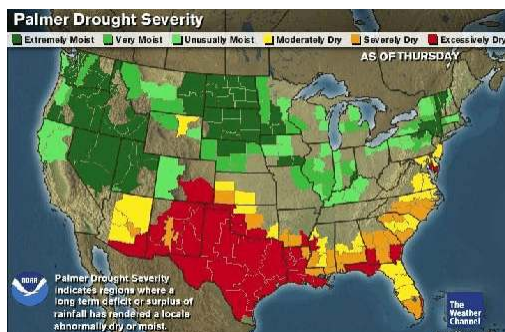 Palmer Drought Severity
Extremely Moist Very Moist Unusually Moist Moderately Dry Severely Dry Excessively Dry
AS OF THURSDAY
NOAA
Palmer Drought Severity
indicates regions where a
long term deficit or surplus of
rainfall has rendered a locale
abnormally dry or moist.
The
Weather
Channel